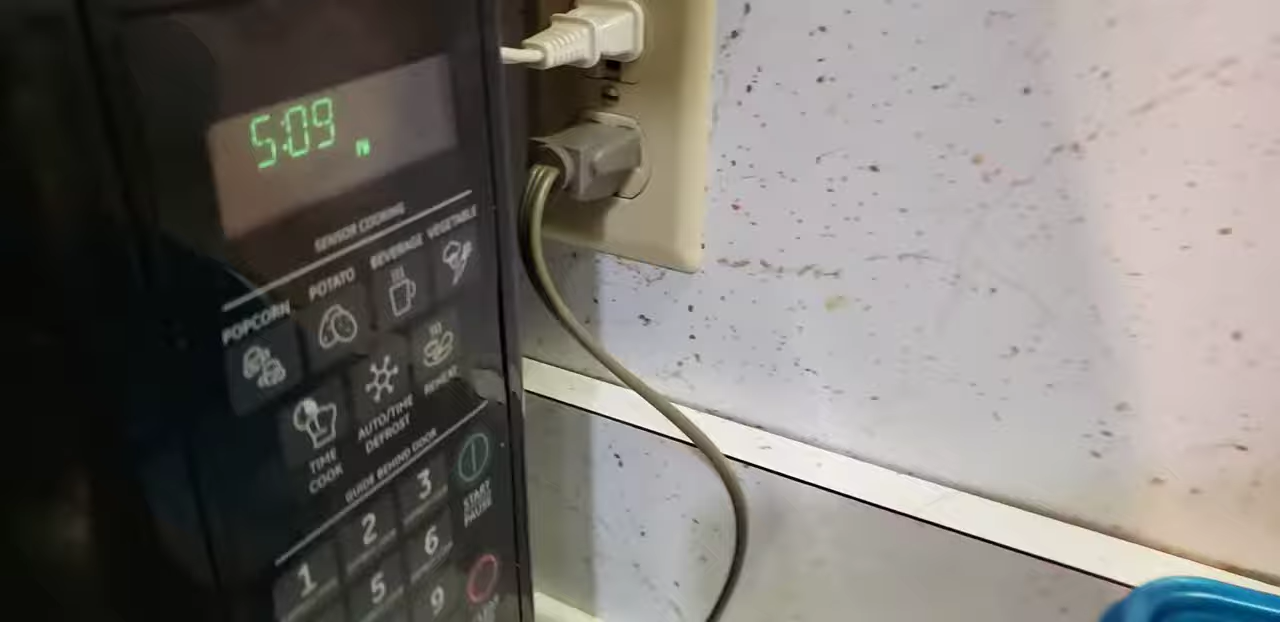 5:09
PM
SENSOR COOKING
POPCORN POTATO BEVERAGE VEGETABLE
TIME COOK
AUTO/TIME DEFROST
REHEAT
GUIDE BEHIND DOOR
1 2 3
START PAUSE
5 6
9